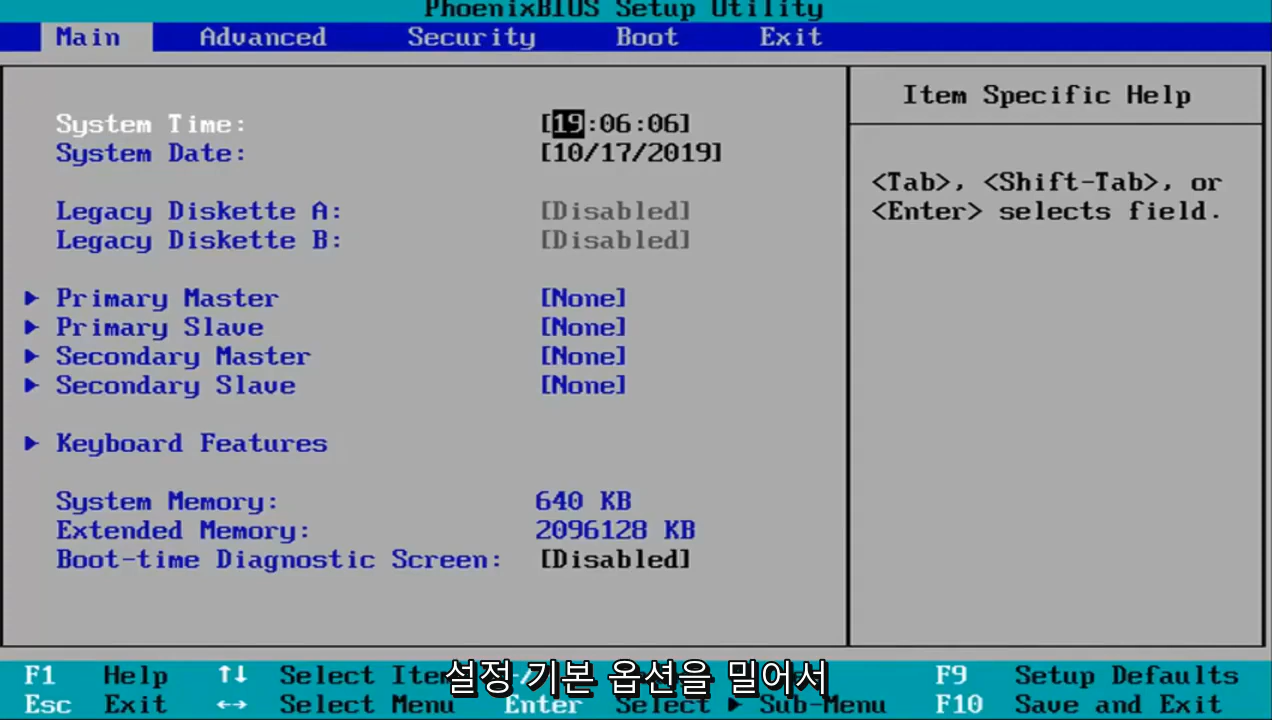 PhoenixBIOS Setup Utility
Main Advanced Security Boot Exit
Item Specific Help
System Time: [19:06:06]
System Date: [10/17/2019]
<Tab>, <Shift-Tab>, or
<Enter> selects field.
Legacy Diskette A: [Disabled]
Legacy Diskette B: [Disabled]
Primary Master [None]
Primary Slave [None]
Secondary Master [None]
Secondary Slave [None]
Keyboard Features
System Memory: 640 KB
Extended Memory: 2096128 KB
Boot-time Diagnostic Screen: [Disabled]
F1 Help ↑↓ Select Item F9 Setup Defaults
설정 기본 옵션을 밀어서
Esc Exit ↔ Select Menu Enter Select ▶ Sub-Menu F10 Save and Exit